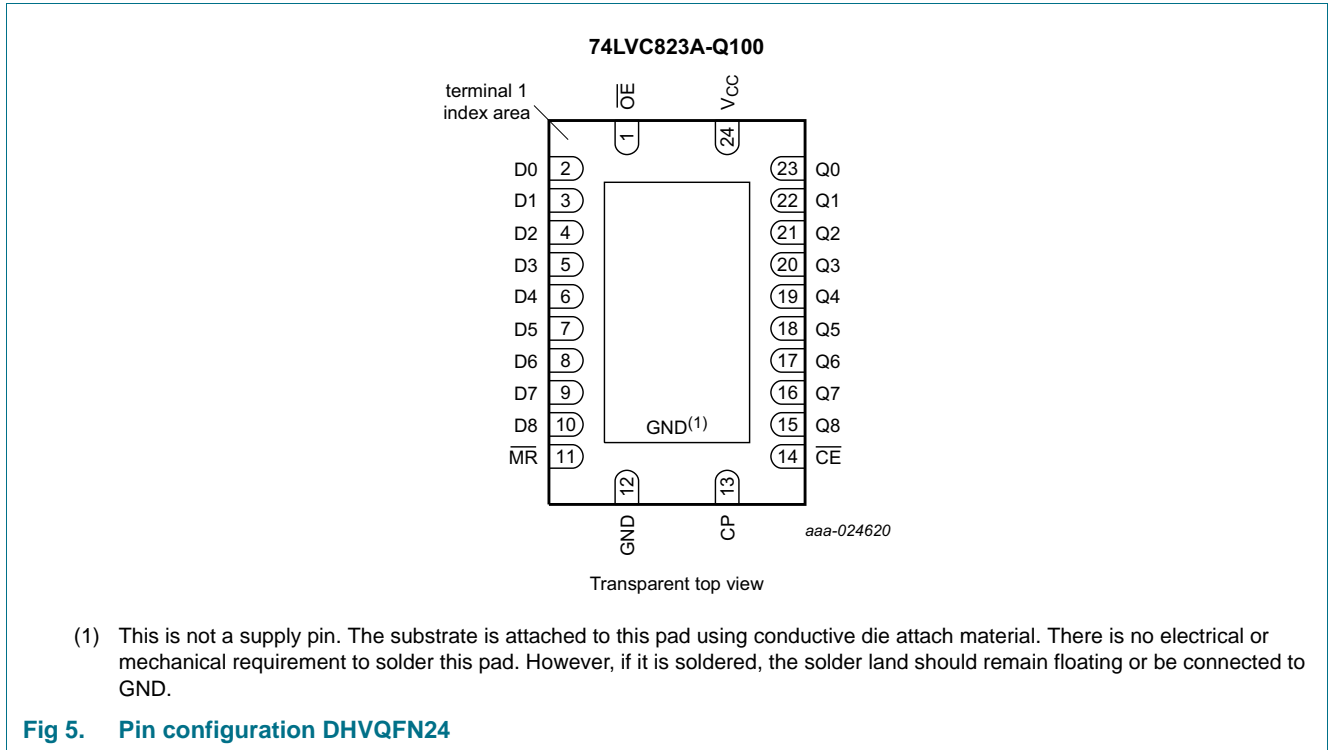 74LVC823A-Q100
terminal 1
index area
OE
VCC
1
24
D0 2
23 Q0
D1 3
22 Q1
D2 4
21 Q2
D3 5
20 Q3
D4 6
19 Q4
D5 7
18 Q5
D6 8
17 Q6
D7 9
16 Q7
D8 10
15 Q8
GND(1)
MR 11
14 CE
12
13
GND
CP
aaa-024620
Transparent top view
(1) This is not a supply pin. The substrate is attached to this pad using conductive die attach material. There is no electrical or
mechanical requirement to solder this pad. However, if it is soldered, the solder land should remain floating or be connected to
GND.
Fig 5. Pin configuration DHVQFN24